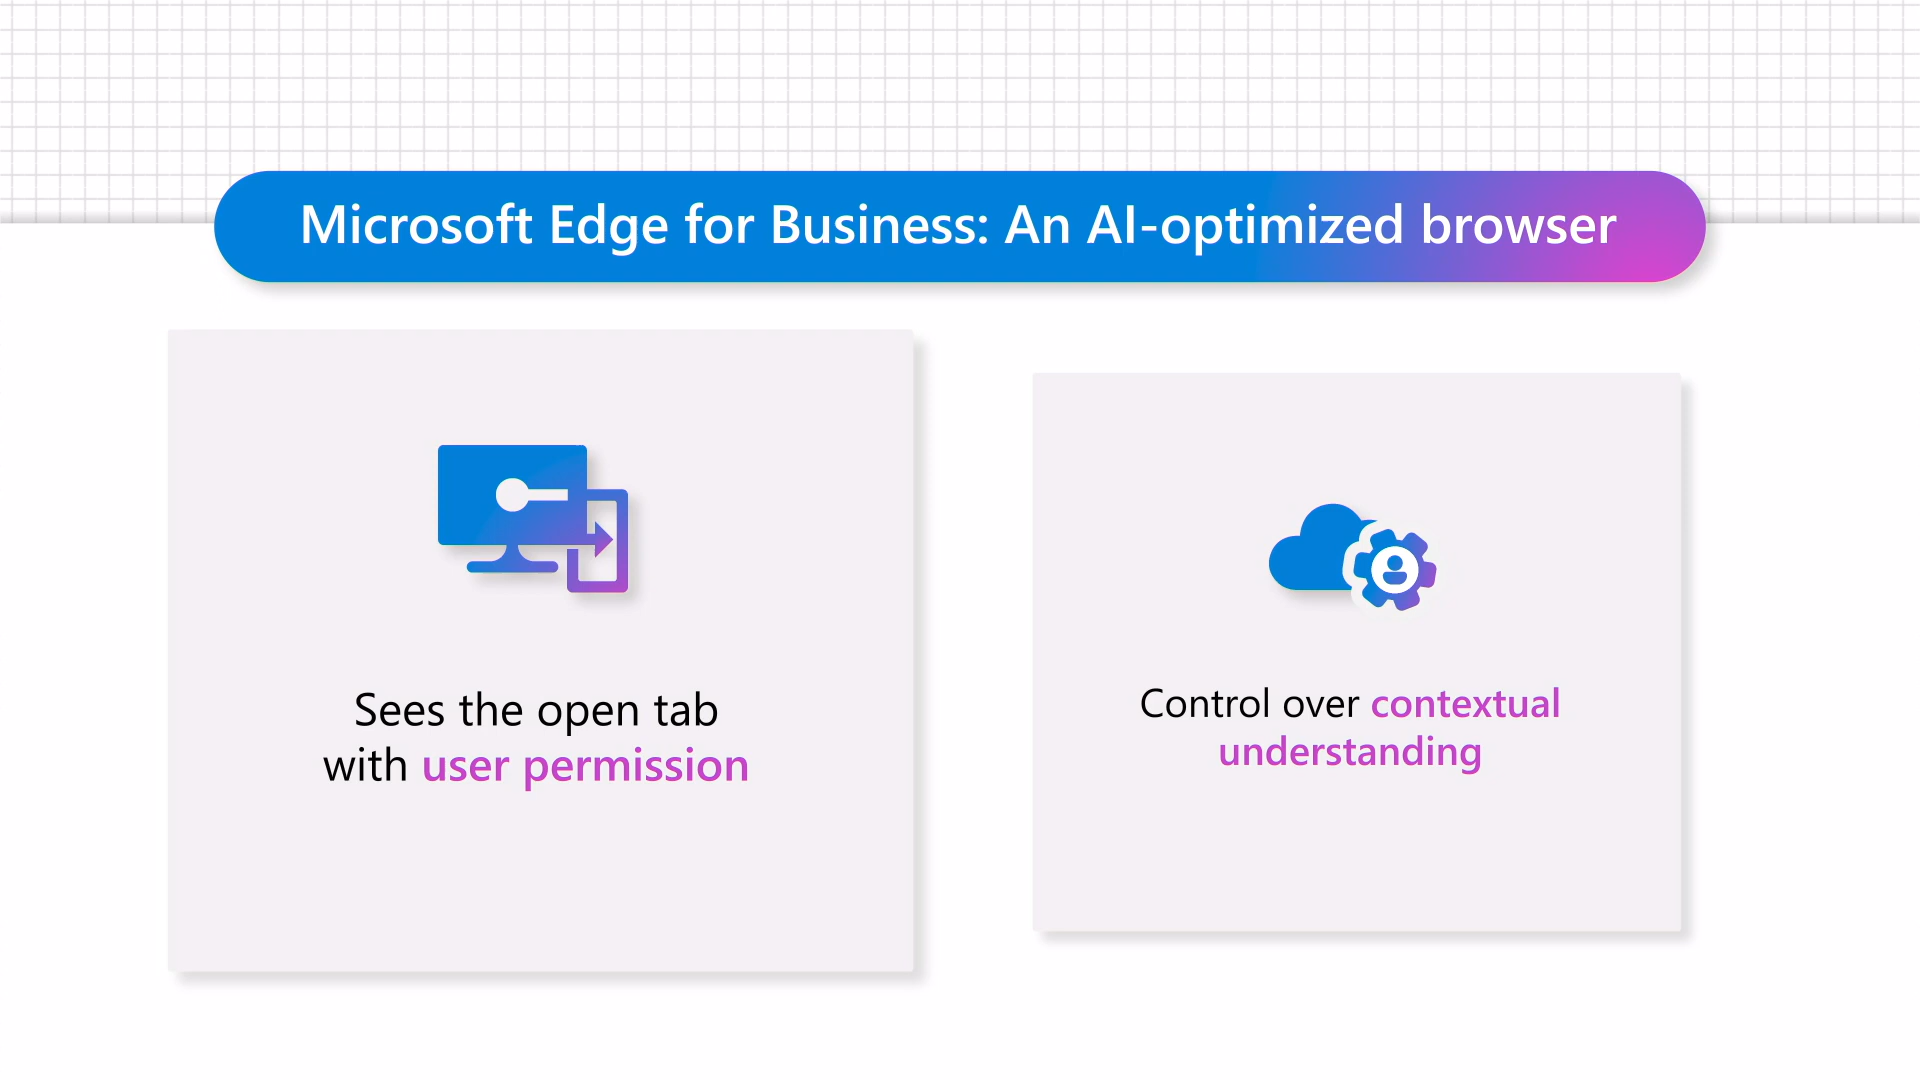 Microsoft Edge for Business: An AI-optimized browser
Sees the open tab
with user permission
Control over contextual
understanding